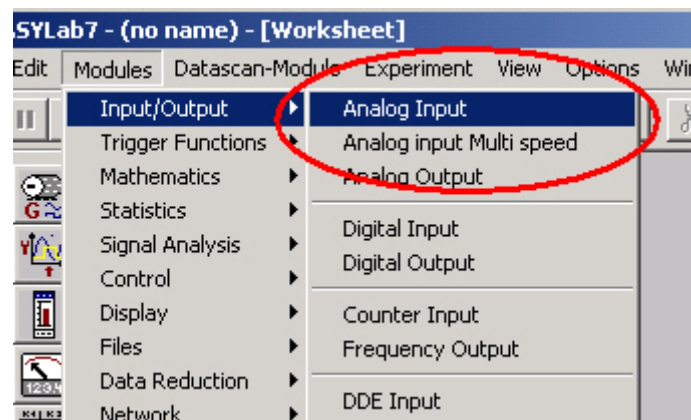 SYLab7 - (no name) - [Worksheet]
Edit Modules Datascan-Module Experiment View Options
Input/Output
Trigger Functions
Mathematics
Statistics
Signal Analysis
Control
Display
Files
Data Reduction
Network
Analog Input
Analog input Multi speed
Analog Output
Digital Input
Digital Output
Counter Input
Frequency Output
DDE Input
G
Y